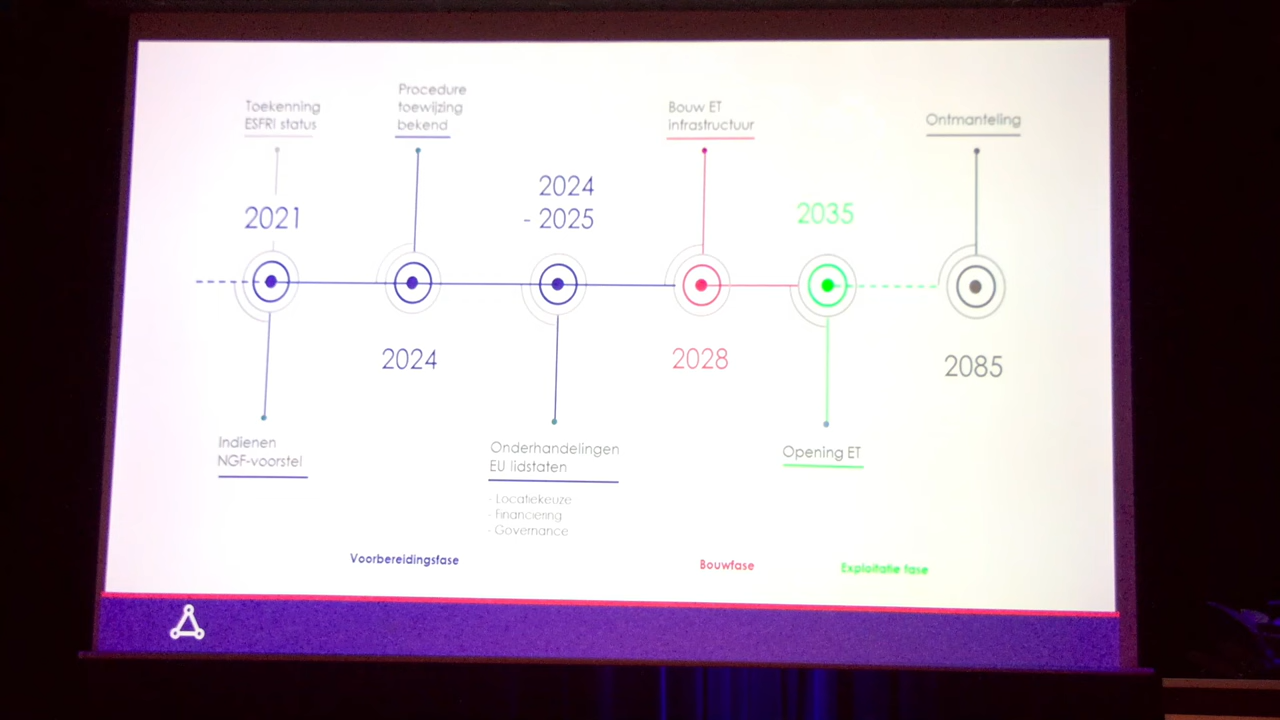 Toekenning
ESFRI status
2021
Indienen
NGF-voorstel
Procedure
toewijzing
bekend
2024
2024
- 2025
Onderhandelingen
EU lidstaten
- Locatiekeuze
- Financiering
- Governance
Bouw ET
infrastructuur
2028
2035
Opening ET
Ontmanteling
2085
Voorbereidingsfase
Bouwfase
Exploitatie fase